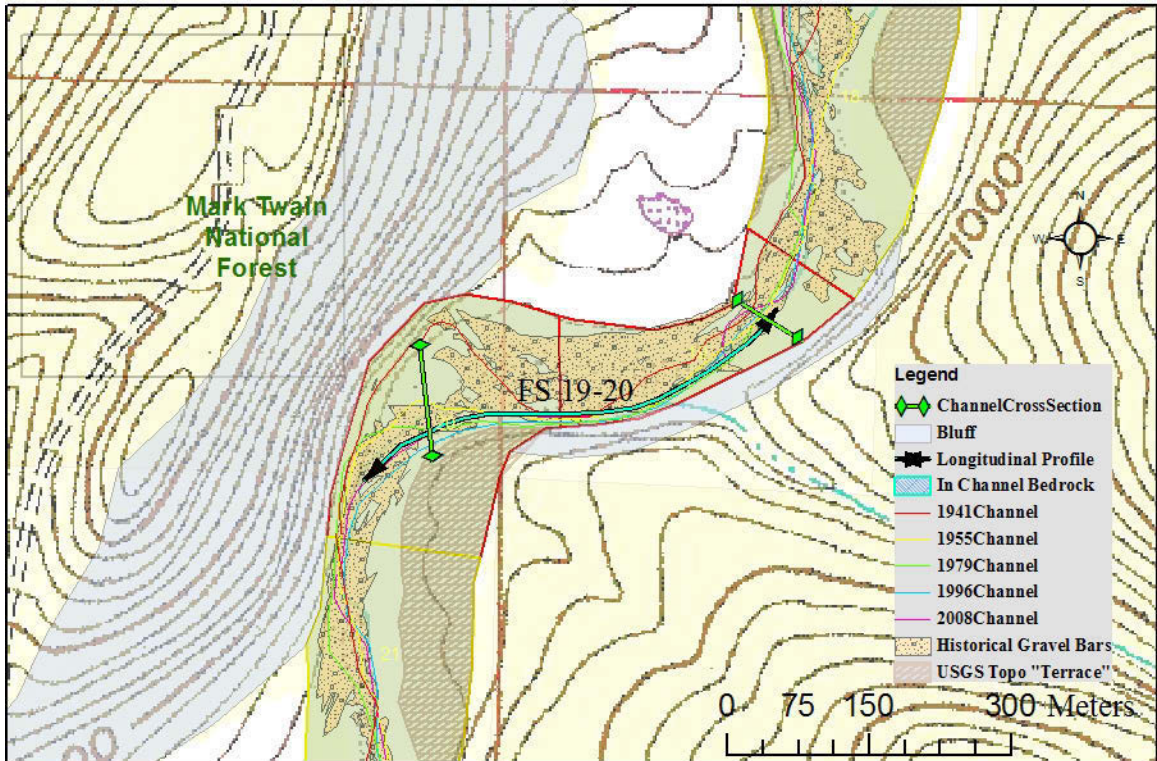 Mark Twain
National
Forest
1000
N
W
E
S
FS 19-20
21
Legend
ChannelCrossSection
Bluff
Longitudinal Profile
In Channel Bedrock
1941Channel
1955Channel
1979Channel
1996Channel
2008Channel
Historical Gravel Bars
USGS Topo "Terrace"
0 75 150 300 Meters